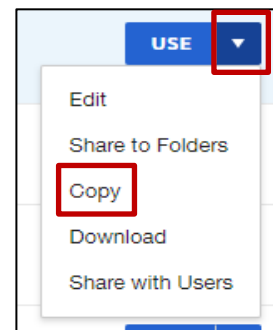 USE
Edit
Share to Folders
Copy
Download
Share with Users